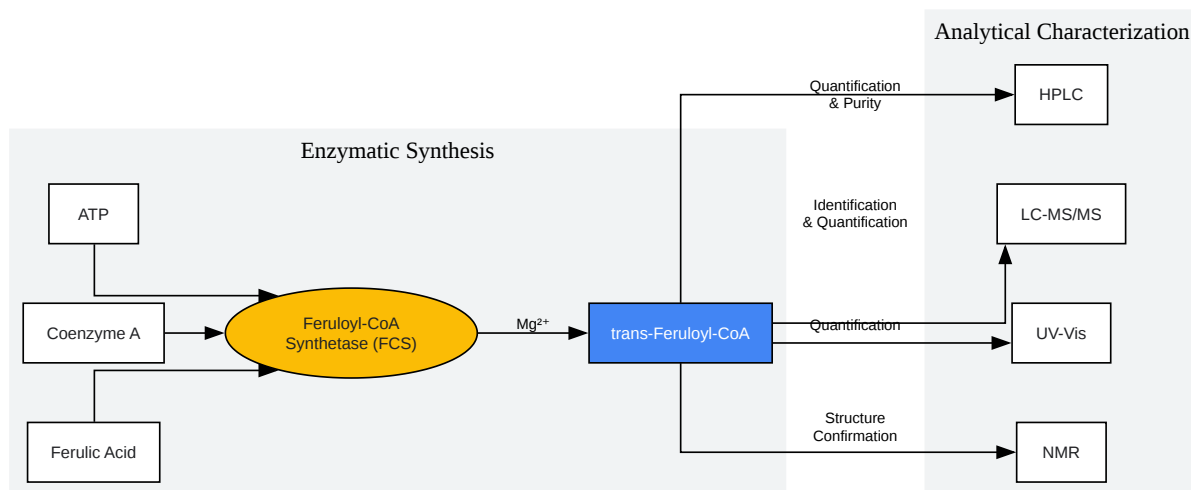 Analytical Characterization
Quantification
& Purity
HPLC
Enzymatic Synthesis
ATP
Identification
& Quantification
LC-MS/MS
Coenzyme A
Feruloyl-CoA
Synthetase (FCS)
Mg²⁺
trans-Feruloyl-CoA
Quantification
UV-Vis
Ferulic Acid
Structure
Confirmation
NMR